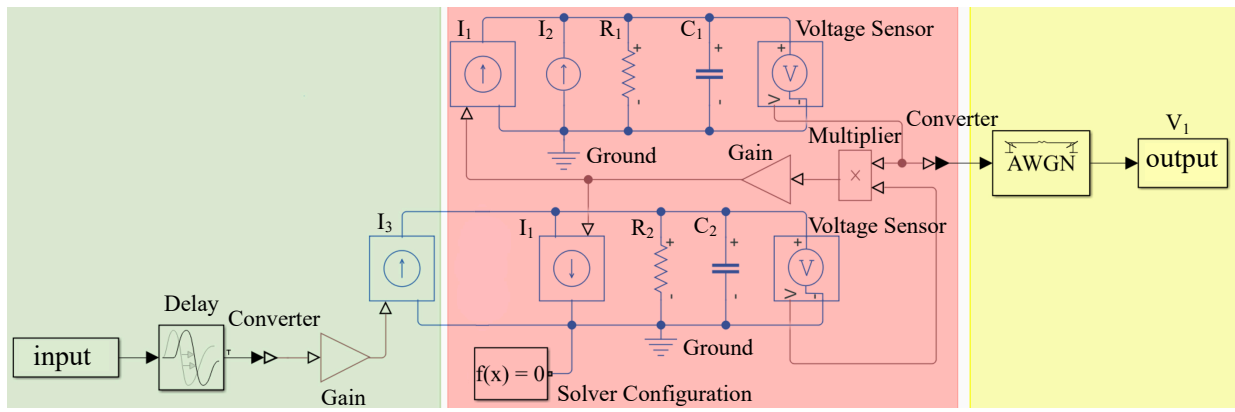 I₁
I₂
R₁
+
-
C₁
+
-
Voltage Sensor
+
V
-
V
Ground
Gain
Multiplier
×
Converter
AWGN
V₁
output
I₃
I₁
R₂
+
-
C₂
+
-
Voltage Sensor
+
V
-
V
Ground
f(x) = 0
Solver Configuration
input
Delay
T
Converter
Gain